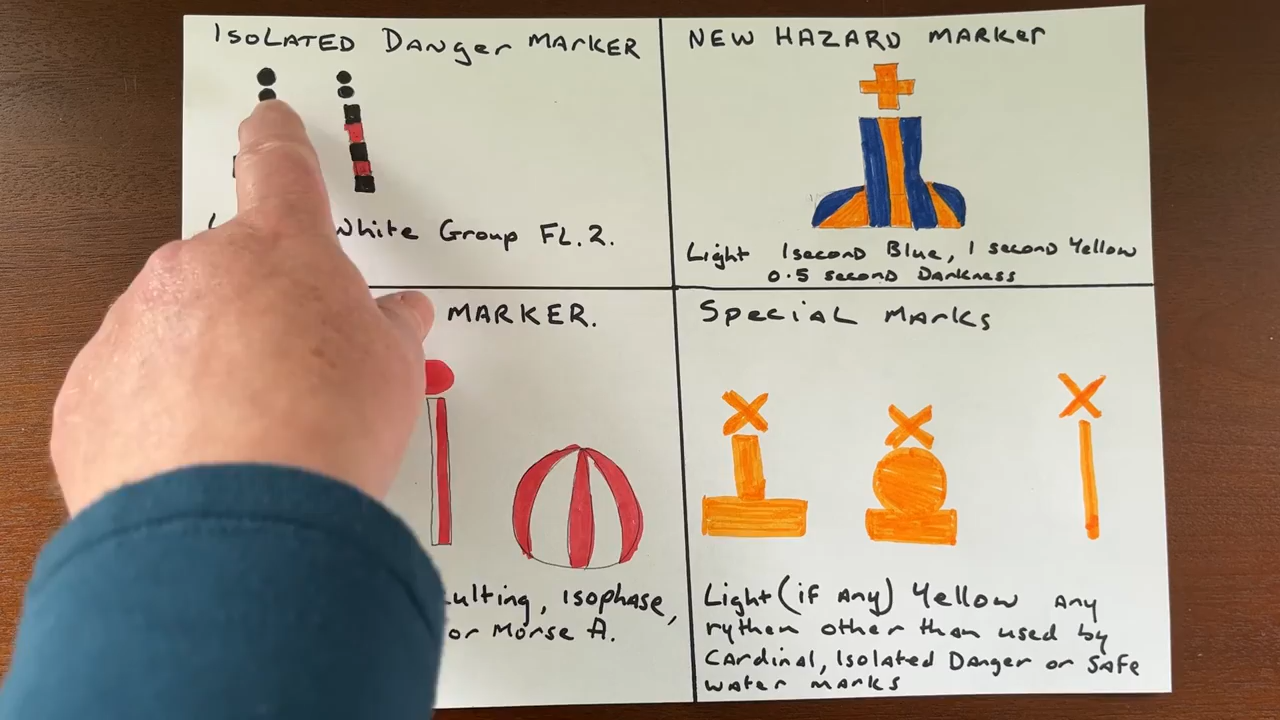 ISOLATED Danger MARKER
White Group FL.2.
NEW HAZARD MARKER
Light 1second Blue, 1 second Yellow
0.5 second Darkness
MARKER.
Isophase,
or Morse A.
Special Marks
Light (if Any) Yellow Any
rythem other than used by
Cardinal, Isolated Danger or Safe
water marks